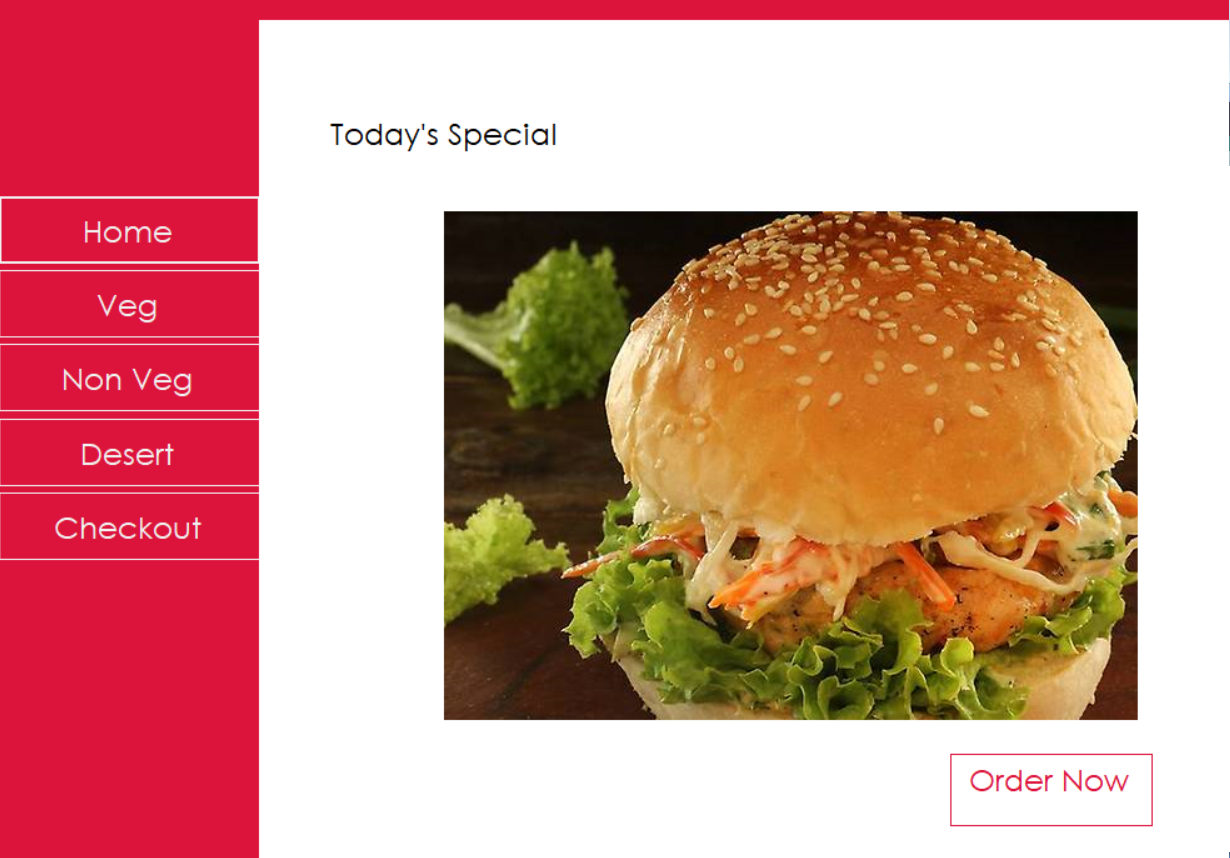 Today's Special
Home
Veg
Non Veg
Desert
Checkout
Order Now